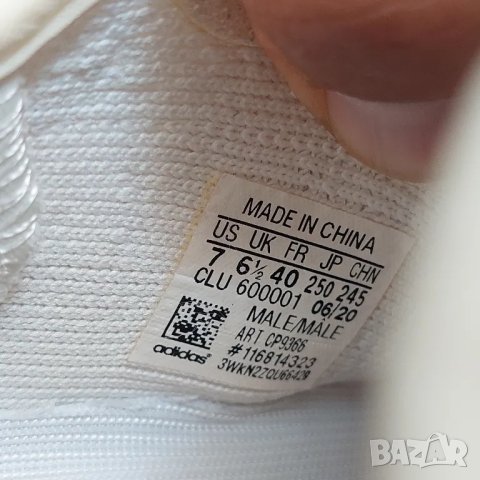 MADE IN CHINA
US UK FR JP CHN
7 6½ 40 250 245
CLU 600001 06/20
MALE/MÂLE
ART CP9366
#116814323
adidas®
BAZAR